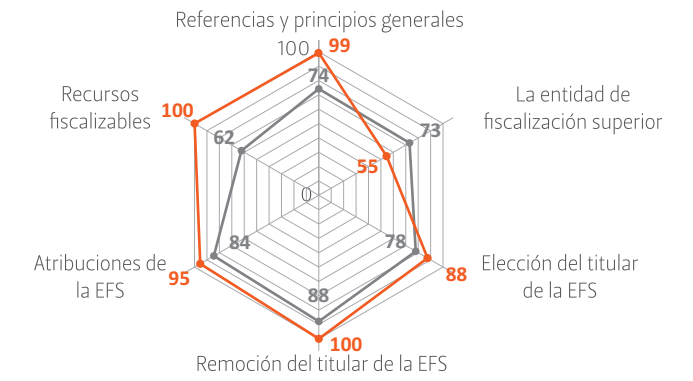 Referencias y principios generales
100
99
74
Recursos
fiscalizables
100
62
La entidad de
fiscalización superior
73
55
0
Atribuciones de
la EFS
84
95
78
Elección del titular
de la EFS
88
88
100
Remoción del titular de la EFS